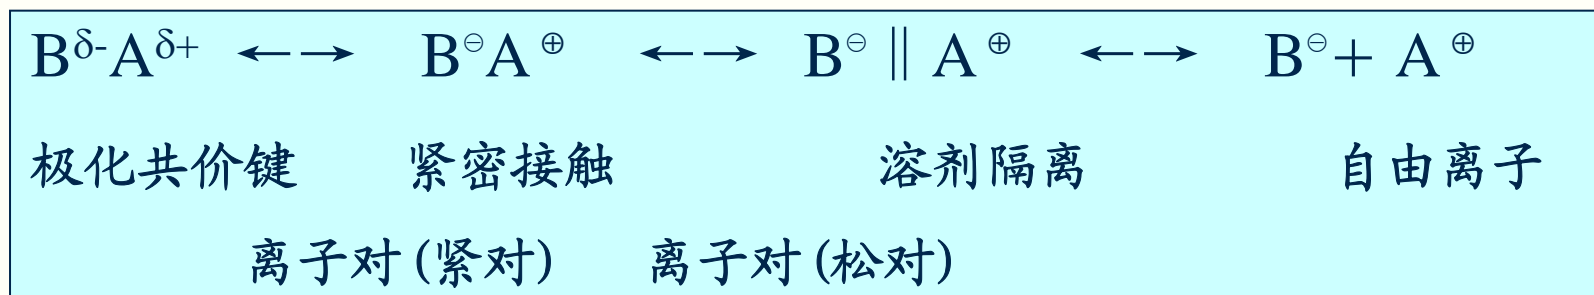 Bδ-Aδ+ ←→ B⊖A⊕ ←→ B⊖ ‖ A⊕ ←→ B⊖+ A⊕
极化共价键 紧密接触 溶剂隔离 自由离子
离子对(紧对) 离子对(松对)